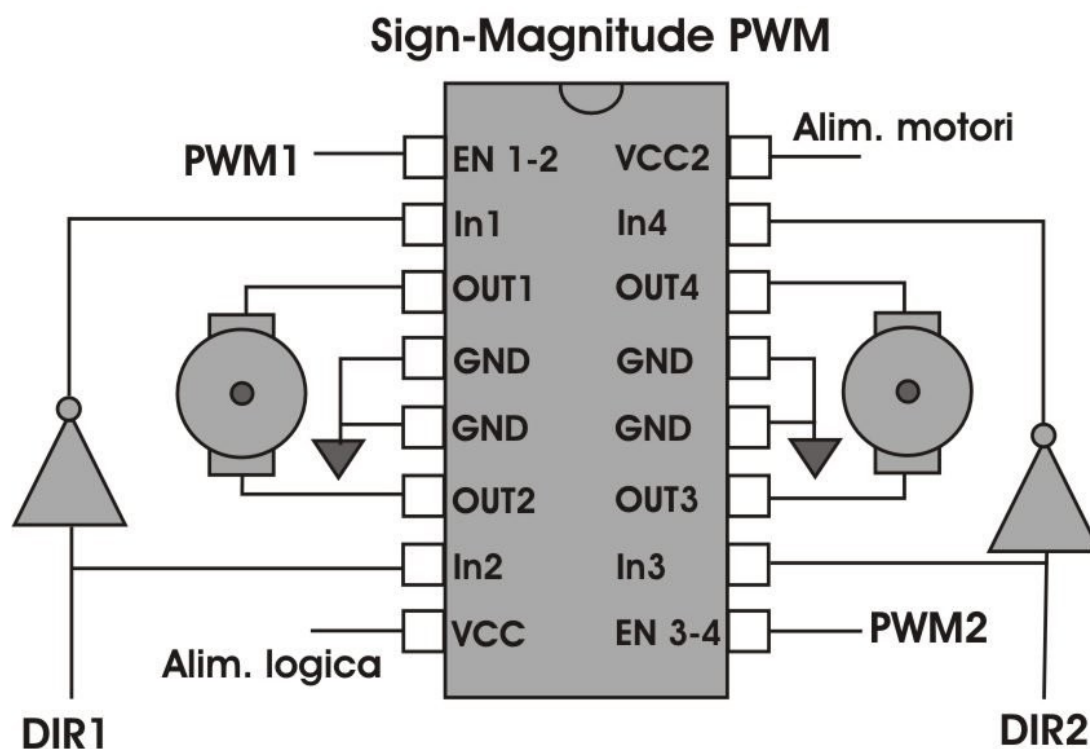 Sign-Magnitude PWM
Alim. motori
PWM1
EN 1-2
VCC2
In1
In4
OUT1
OUT4
GND
GND
GND
GND
OUT2
OUT3
In2
In3
VCC
EN 3-4
PWM2
Alim. logica
DIR1
DIR2